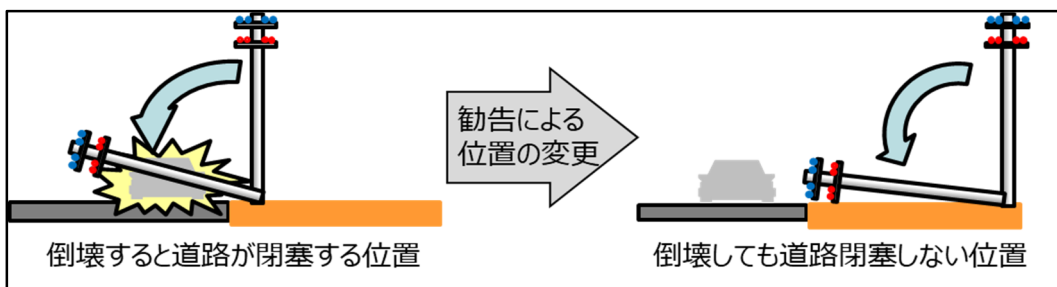 勧告による
位置の変更
倒壊すると道路が閉塞する位置
倒壊しても道路閉塞しない位置